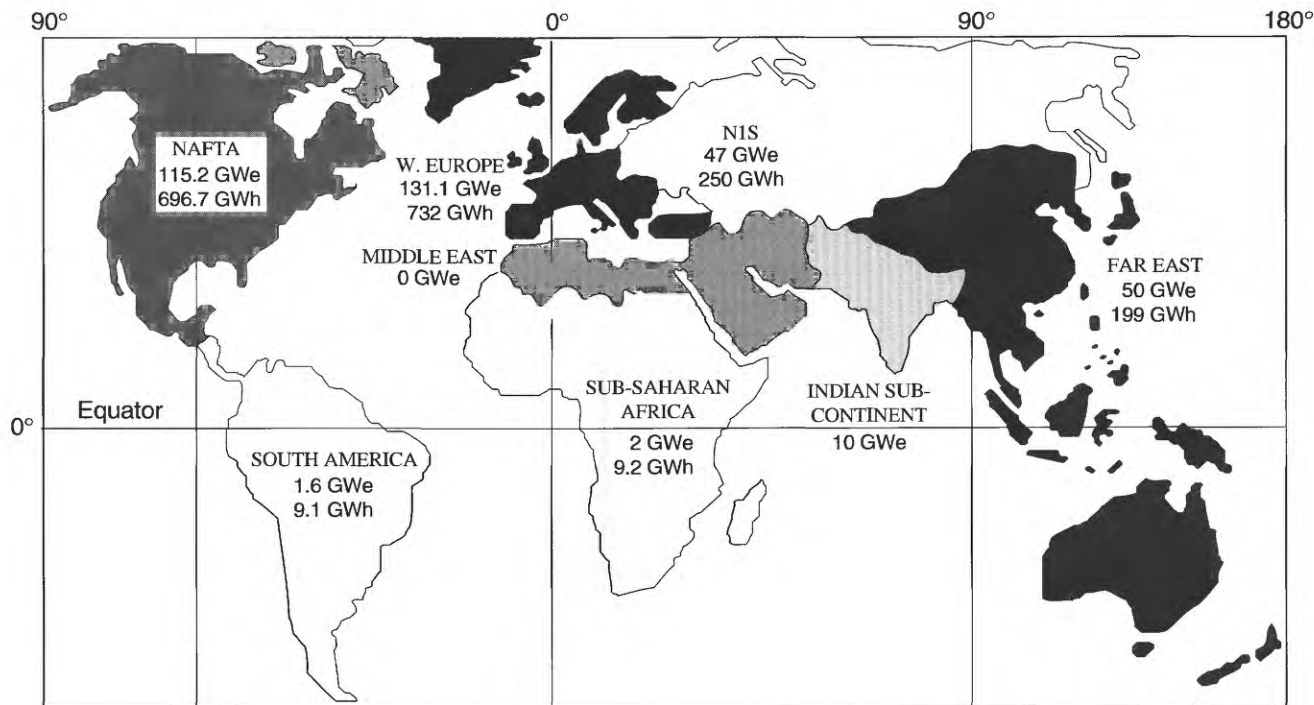 90°
0°
90°
180°
NAFTA
115.2 GWe
696.7 GWh
W. EUROPE
131.1 GWe
732 GWh
N1S
47 GWe
250 GWh
MIDDLE EAST
0 GWe
FAR EAST
50 GWe
199 GWh
SUB-SAHARAN
AFRICA
2 GWe
9.2 GWh
INDIAN SUB-
CONTINENT
10 GWe
Equator
0°
SOUTH AMERICA
1.6 GWe
9.1 GWh